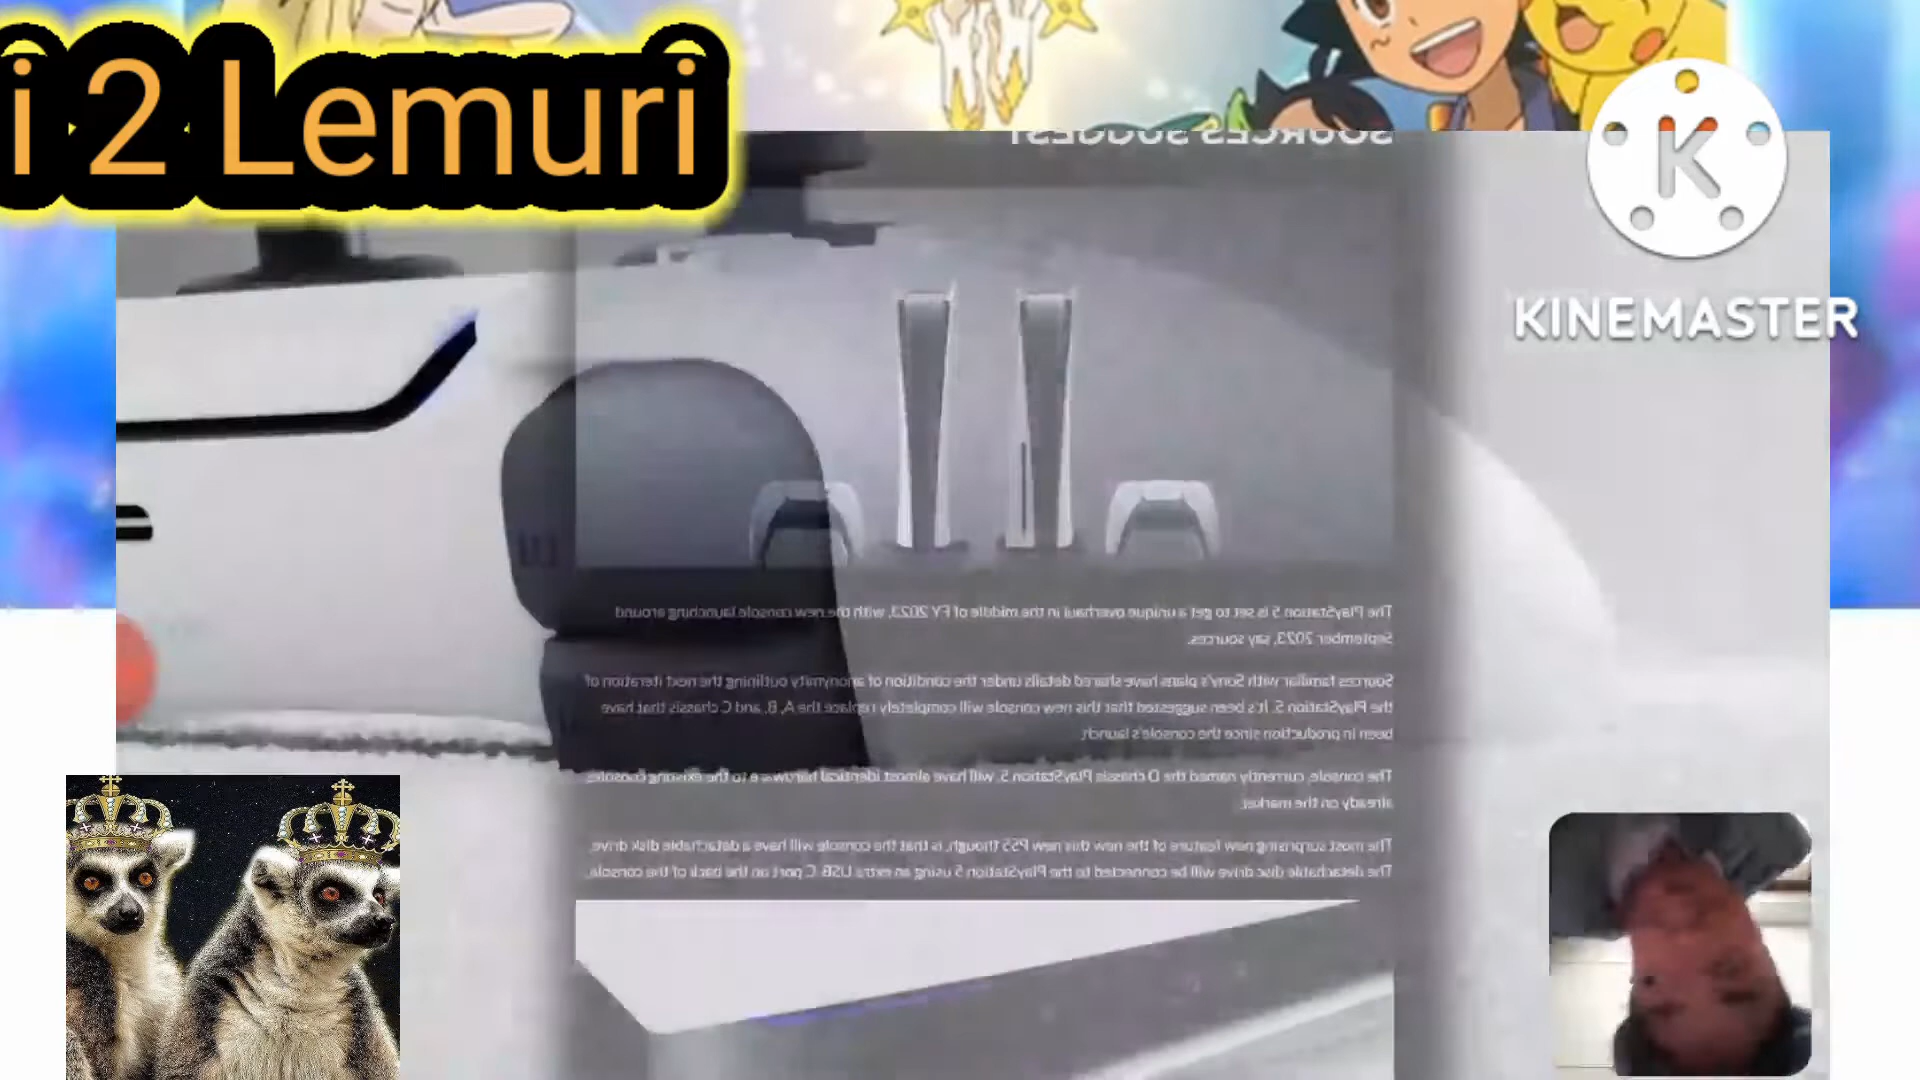 i 2 Lemuri
SOURCES SUGGEST
KINEMASTER
The PlayStation 5 is set to get a unique overhaul in the middle of FY 2023, with the new console launching around
September 2023, say sources.
Sources familiar with Sony's plans have shared details under the condition of anonymity outlining the next iteration of
the PlayStation 5. It's been suggested that this new console will completely replace the A, B, and C chassis that have
been in production since the console's launch.
The console, currently named the D chassis PlayStation 5, will have almost identical hardware to the existing consoles
already on the market.
The most surprising new feature of the new this new PS5 though, is that the console will have a detachable disk drive.
The detachable disc drive will be connected to the PlayStation 5 using an extra USB-C port on the back of the console.